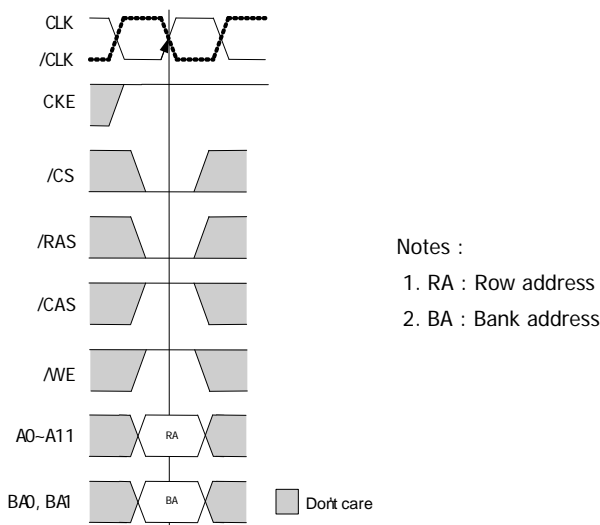 CLK
/CLK
CKE
/CS
/RAS
/CAS
/WE
A0~A11
RA
BA0, BA1
BA
Don't care
Notes :
1. RA : Row address
2. BA : Bank address